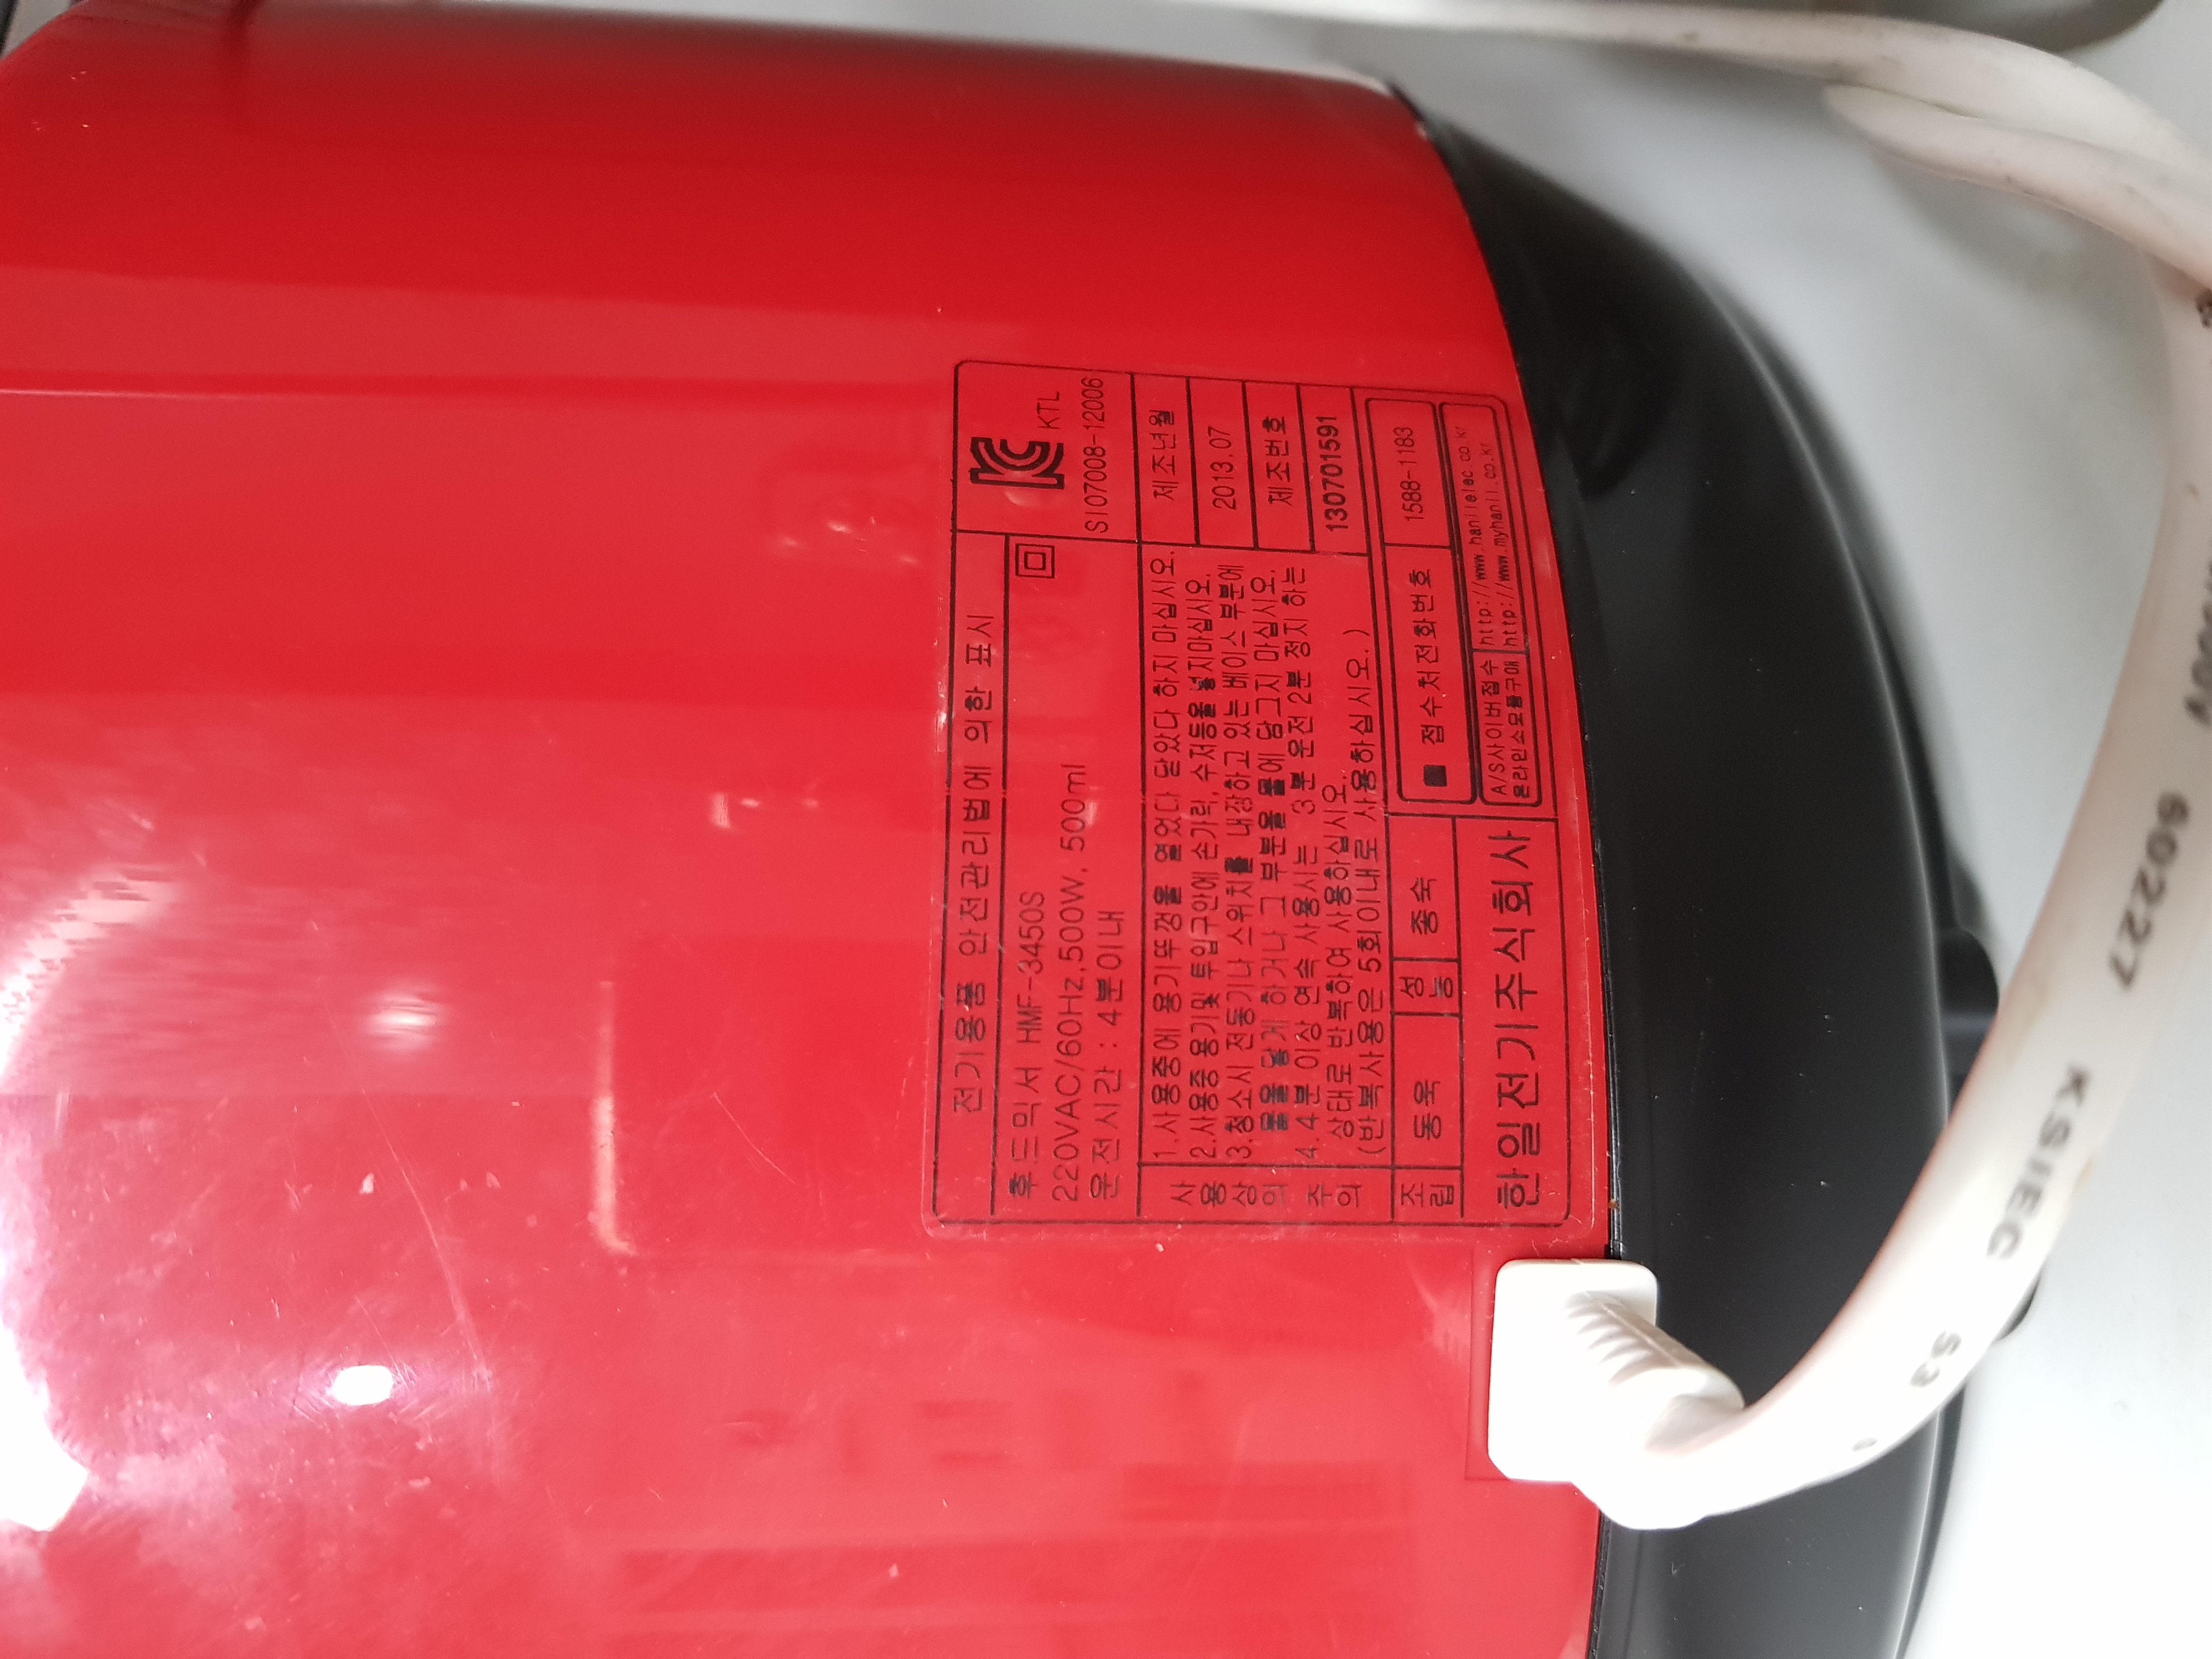 전기용품 안전관리법에 의한 표시
후드믹서 HMF-3450S
220VAC/60Hz,500W, 500ml
운전시간 : 4분이내
KC KTL
SI07008-12006
사용상의 주의
1.사용중에 용기뚜껑을 열었다 닫았다 하지 마십시오.
2.사용중 용기및 투입구안에 손가락,수저등을 넣지마십시오.
3.청소시 전동기나 스위치를 내장하고 있는 베이스 부분에
물을 닿게 하거나 그 부분을 물에 담그지 마십시오.
4.4분 이상 연속 사용시는 3분 운전 2분 정지 하는
상태로 반복하여 사용하십시오.
(반복사용은 5회이내로 사용하십시오.)
제조년월
2013.07
제조번호
130701591
조립 동욱 성능 종숙
■ 접수처전화번호 1588-1183
한일전기주식회사
A/S사이버접수 http://www.hanilelec.co.kr
온라인쇼모몰구매 http://www.myhanil.co.kr
60227 KSIEC 53